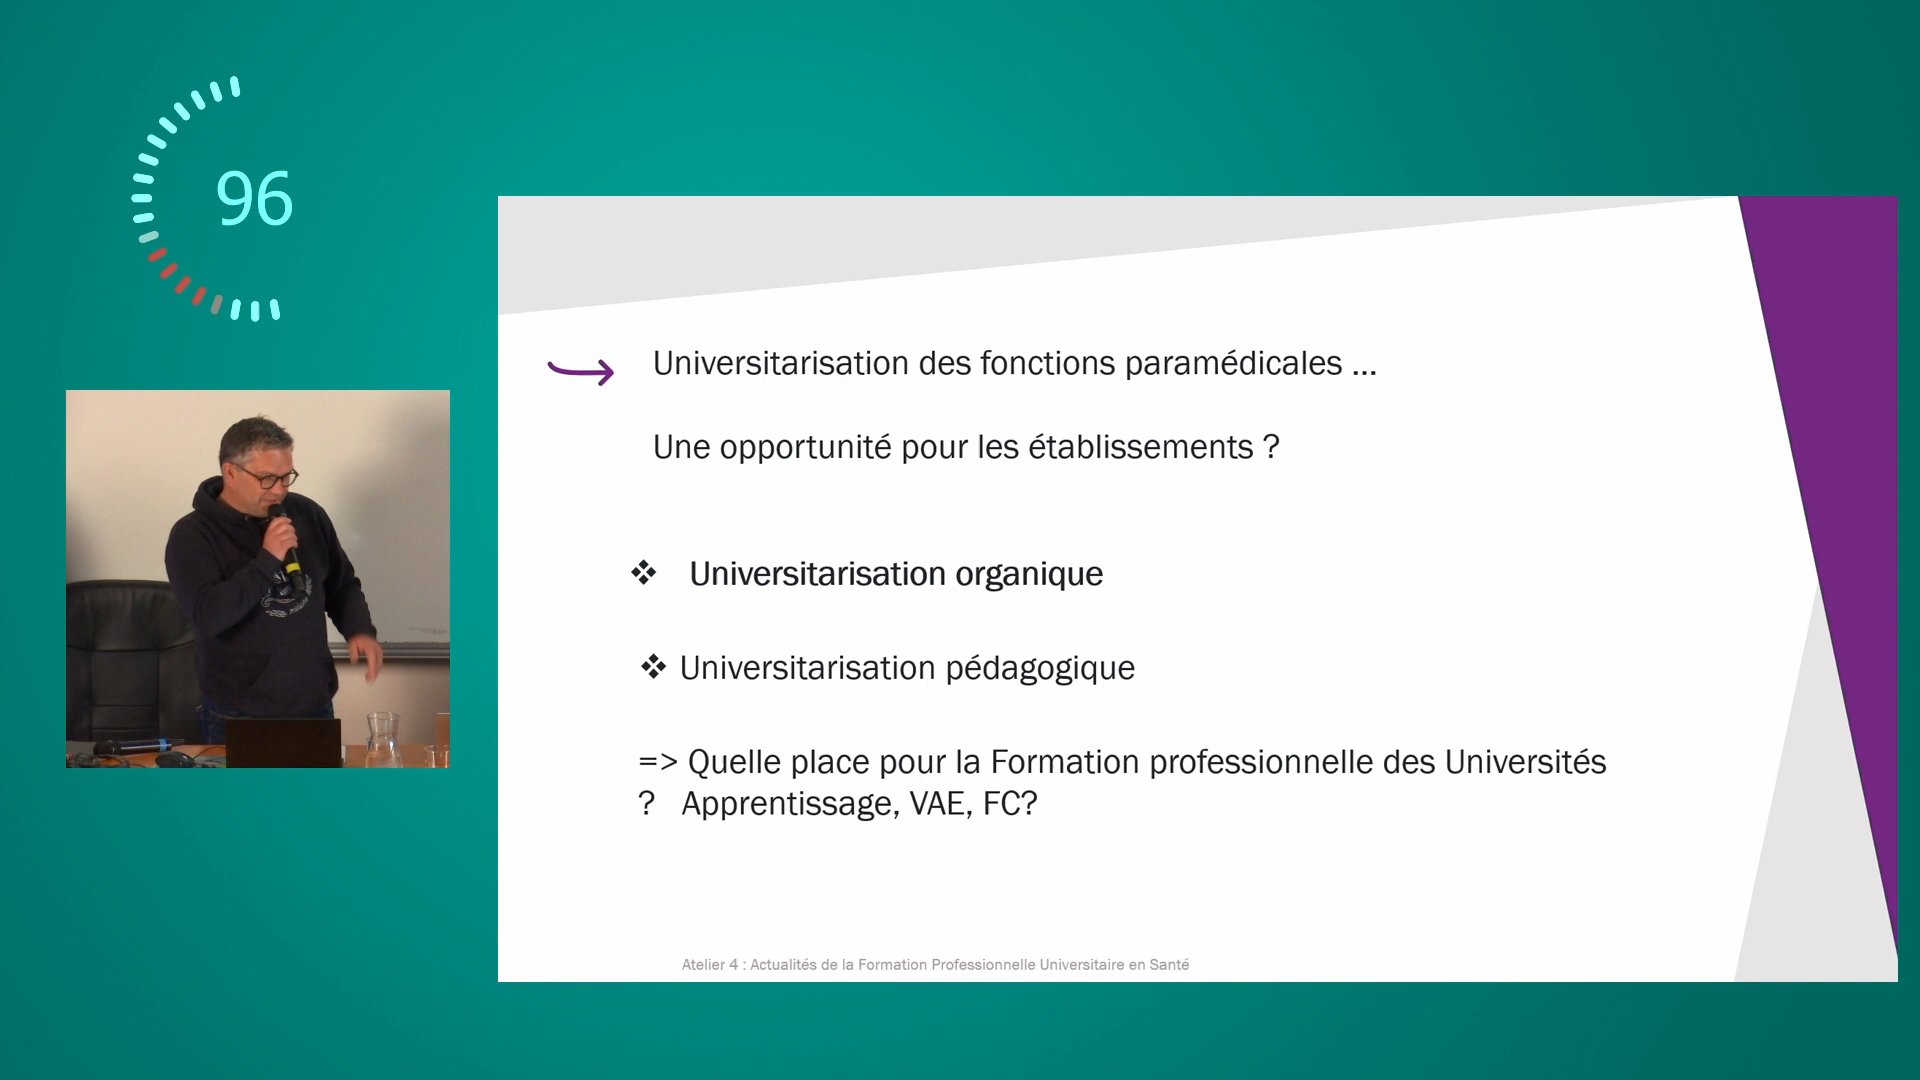 96
Universitarisation des fonctions paramédicales ...
Une opportunité pour les établissements ?
❖ Universitarisation organique
❖ Universitarisation pédagogique
=> Quelle place pour la Formation professionnelle des Universités
? Apprentissage, VAE, FC?
Atelier 4 : Actualités de la Formation Professionnelle Universitaire en Santé